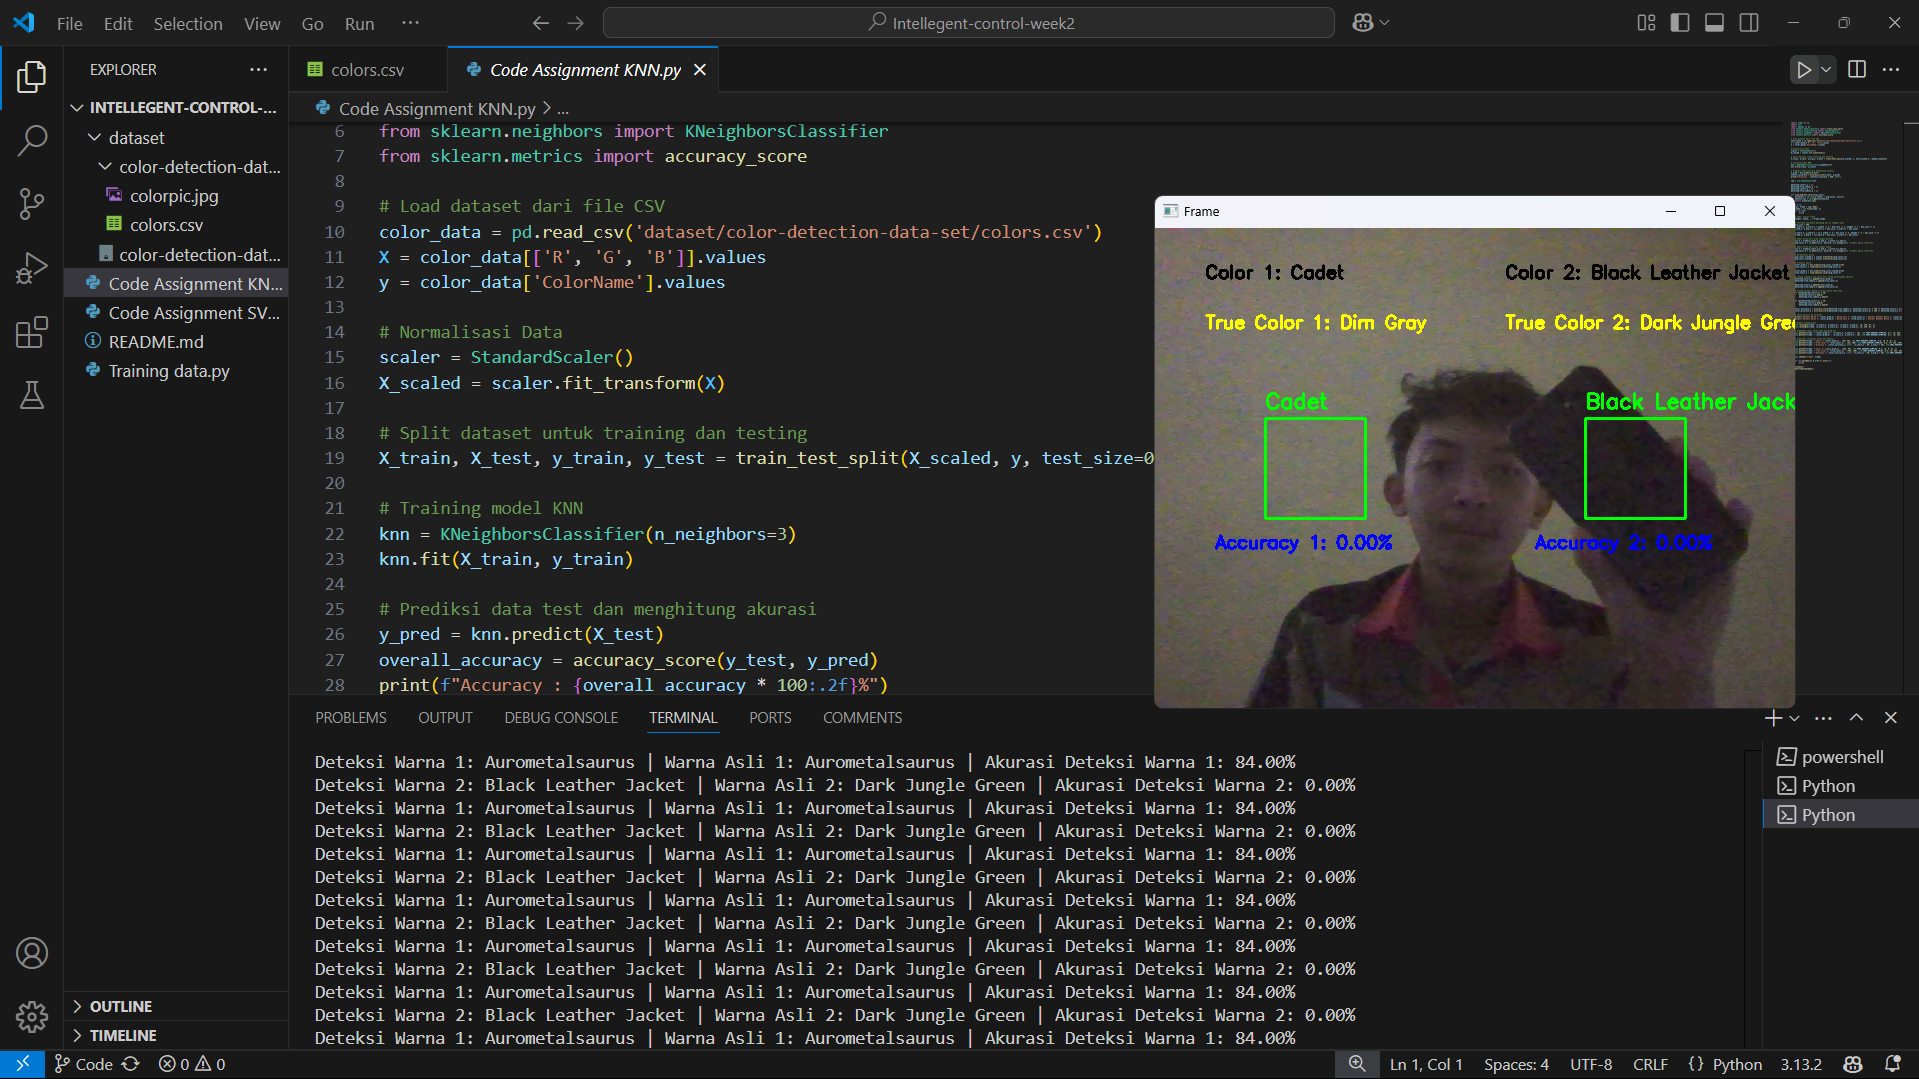 File Edit Selection View Go Run ···
Intellegent-control-week2
EXPLORER
INTELLEGENT-CONTROL-...
dataset
color-detection-dat...
colorpic.jpg
colors.csv
color-detection-dat...
Code Assignment KN...
Code Assignment SV...
README.md
Training data.py
OUTLINE
TIMELINE
colors.csv
Code Assignment KNN.py
Code Assignment KNN.py > ...
6 from sklearn.neighbors import KNeighborsClassifier
7 from sklearn.metrics import accuracy_score
8
9 # Load dataset dari file CSV
10 color_data = pd.read_csv('dataset/color-detection-data-set/colors.csv')
11 X = color_data[['R', 'G', 'B']].values
12 y = color_data['ColorName'].values
13
14 # Normalisasi Data
15 scaler = StandardScaler()
16 X_scaled = scaler.fit_transform(X)
17
18 # Split dataset untuk training dan testing
19 X_train, X_test, y_train, y_test = train_test_split(X_scaled, y, test_size=0
20
21 # Training model KNN
22 knn = KNeighborsClassifier(n_neighbors=3)
23 knn.fit(X_train, y_train)
24
25 # Prediksi data test dan menghitung akurasi
26 y_pred = knn.predict(X_test)
27 overall_accuracy = accuracy_score(y_test, y_pred)
28 print(f"Accuracy : {overall_accuracy * 100:.2f}%")
Frame
Color 1: Cadet
Color 2: Black Leather Jacket
True Color 1: Dim Gray
True Color 2: Dark Jungle Gre
Cadet
Black Leather Jack
Accuracy 1: 0.00%
Accuracy 2: 0.00%
PROBLEMS OUTPUT DEBUG CONSOLE TERMINAL PORTS COMMENTS
Deteksi Warna 1: Aurometalsaurus | Warna Asli 1: Aurometalsaurus | Akurasi Deteksi Warna 1: 84.00%
Deteksi Warna 2: Black Leather Jacket | Warna Asli 2: Dark Jungle Green | Akurasi Deteksi Warna 2: 0.00%
Deteksi Warna 1: Aurometalsaurus | Warna Asli 1: Aurometalsaurus | Akurasi Deteksi Warna 1: 84.00%
Deteksi Warna 2: Black Leather Jacket | Warna Asli 2: Dark Jungle Green | Akurasi Deteksi Warna 2: 0.00%
Deteksi Warna 1: Aurometalsaurus | Warna Asli 1: Aurometalsaurus | Akurasi Deteksi Warna 1: 84.00%
Deteksi Warna 2: Black Leather Jacket | Warna Asli 2: Dark Jungle Green | Akurasi Deteksi Warna 2: 0.00%
Deteksi Warna 1: Aurometalsaurus | Warna Asli 1: Aurometalsaurus | Akurasi Deteksi Warna 1: 84.00%
Deteksi Warna 2: Black Leather Jacket | Warna Asli 2: Dark Jungle Green | Akurasi Deteksi Warna 2: 0.00%
Deteksi Warna 1: Aurometalsaurus | Warna Asli 1: Aurometalsaurus | Akurasi Deteksi Warna 1: 84.00%
Deteksi Warna 2: Black Leather Jacket | Warna Asli 2: Dark Jungle Green | Akurasi Deteksi Warna 2: 0.00%
Deteksi Warna 1: Aurometalsaurus | Warna Asli 1: Aurometalsaurus | Akurasi Deteksi Warna 1: 84.00%
Deteksi Warna 2: Black Leather Jacket | Warna Asli 2: Dark Jungle Green | Akurasi Deteksi Warna 2: 0.00%
Deteksi Warna 1: Aurometalsaurus | Warna Asli 1: Aurometalsaurus | Akurasi Deteksi Warna 1: 84.00%
powershell
Python
Python
Code 0 0 Ln 1, Col 1 Spaces: 4 UTF-8 CRLF {} Python 3.13.2